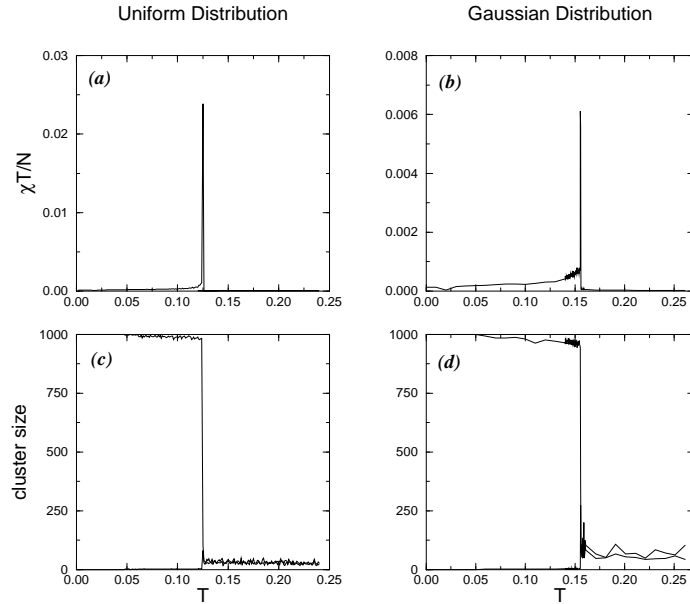 Uniform Distribution Gaussian Distribution
0.03 0.008
(a) (b)
0.02 0.006
χT/N
0.004
0.01
0.002
0.00 0.000
0.00 0.05 0.10 0.15 0.20 0.25 0.00 0.05 0.10 0.15 0.20 0.25
1000 1000
(c) (d)
750 750
cluster size
500 500
250 250
0 0
0.00 0.05 0.10 0.15 0.20 0.25 0.00 0.05 0.10 0.15 0.20 0.25
T T